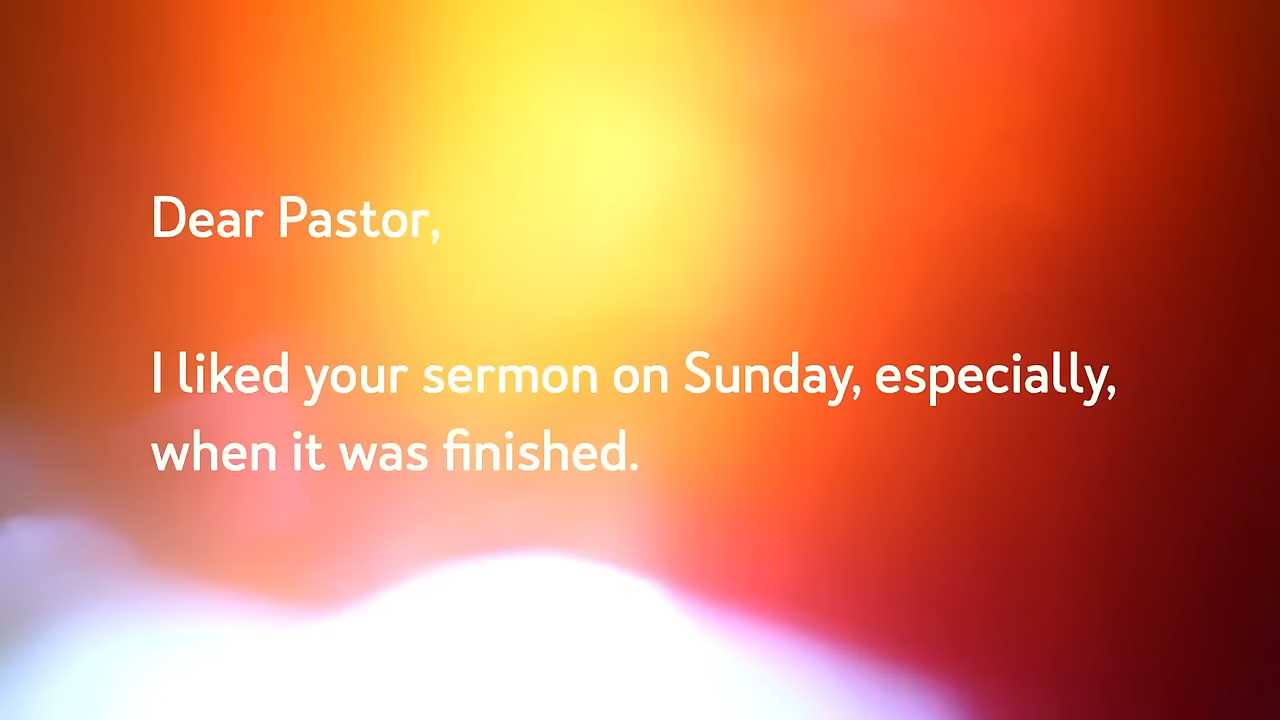 Dear Pastor,
I liked your sermon on Sunday, especially,
when it was finished.